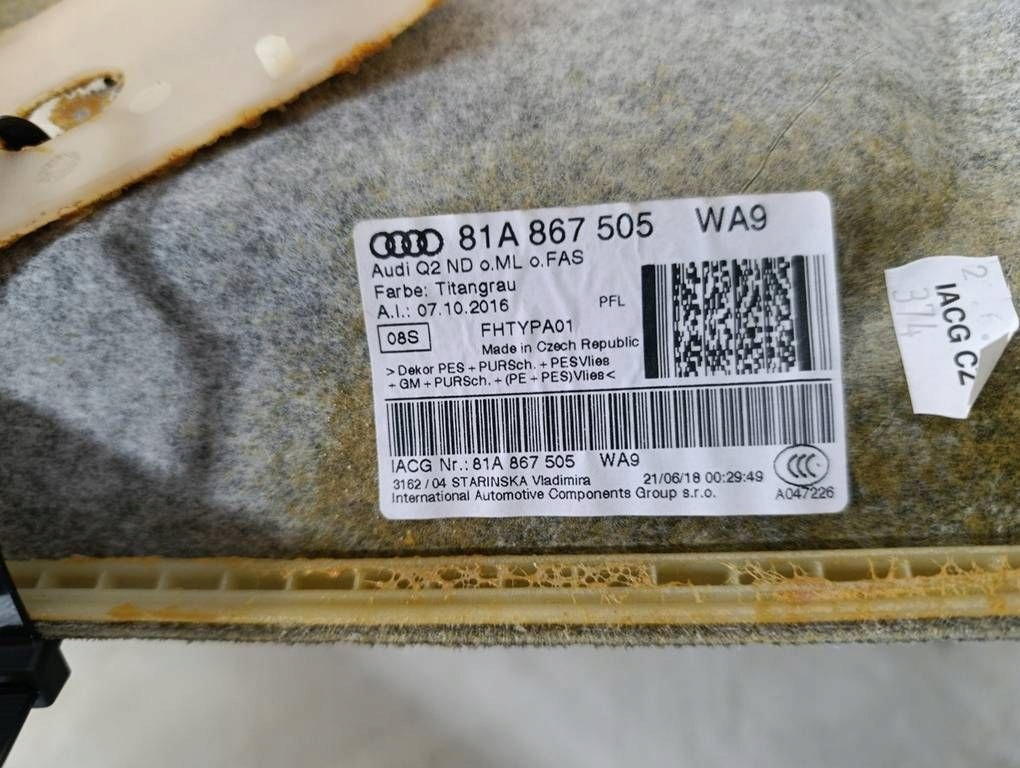 81A 867 505 WA9
Audi Q2 ND o.ML o.FAS
Farbe: Titangrau
A.I.: 07.10.2016 PFL
08S FHTYPA01
Made in Czech Republic
>Dekor PES + PURSch. + PESVlies
+ GM + PURSch. + (PE + PES)Vlies<
IACG Nr.: 81A 867 505 WA9
3162 / 04 STARINSKA Vladimira 21/06/18 00:29:49
International Automotive Components Group s.r.o. A047226
IACG CZ
374